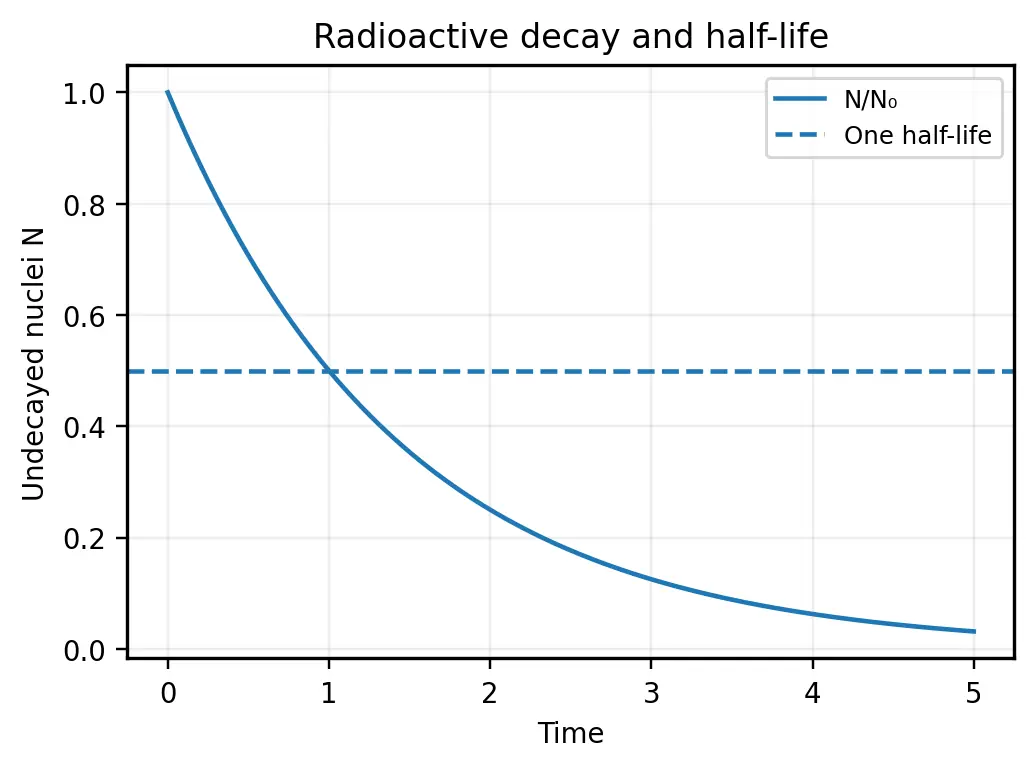 Radioactive decay and half-life
N/N₀
One half-life
Undecayed nuclei N
1.0
0.8
0.6
0.4
0.2
0.0
0 1 2 3 4 5
Time